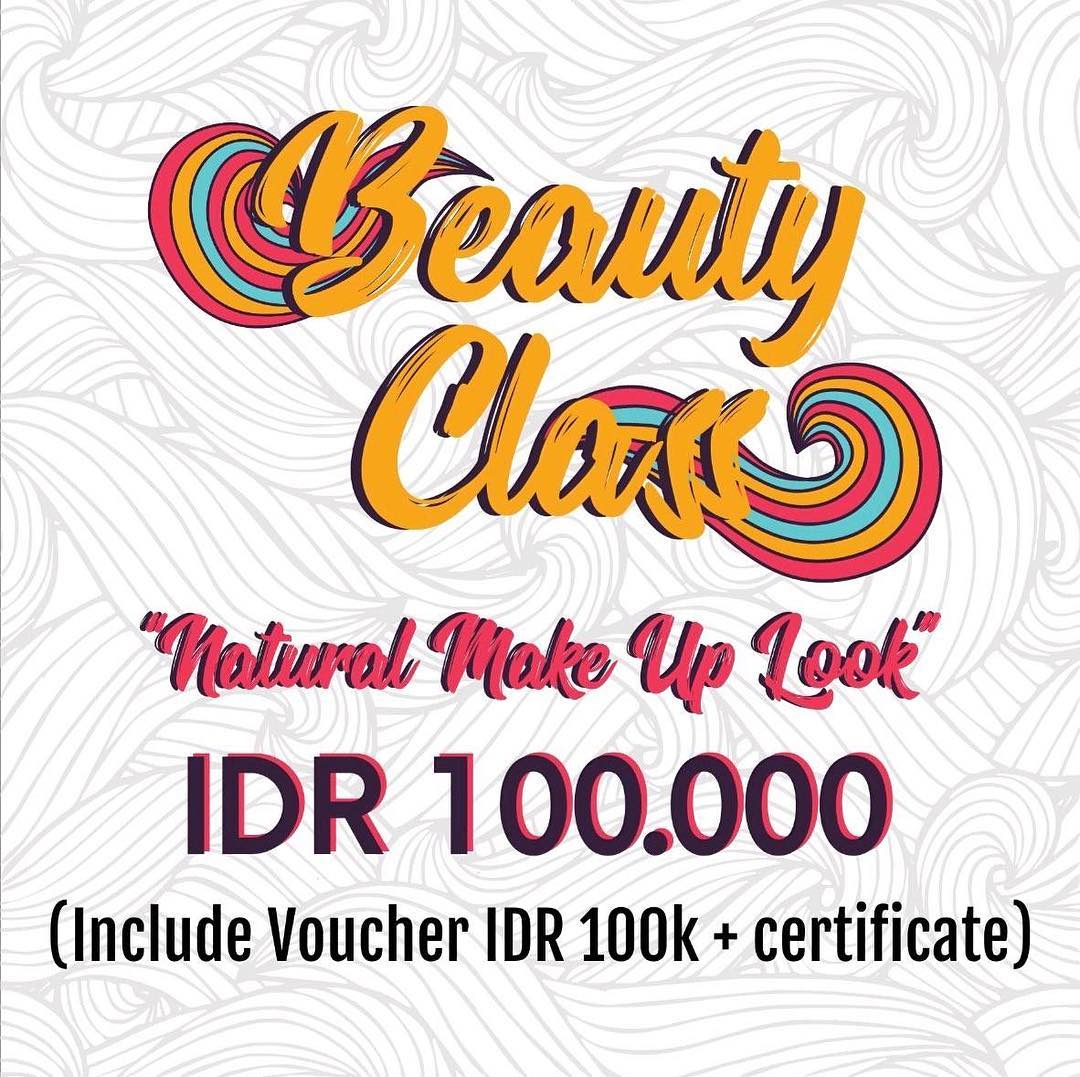 Beauty
Class
"Natural Make Up Look"
IDR 100.000
(Include Voucher IDR 100k + certificate)